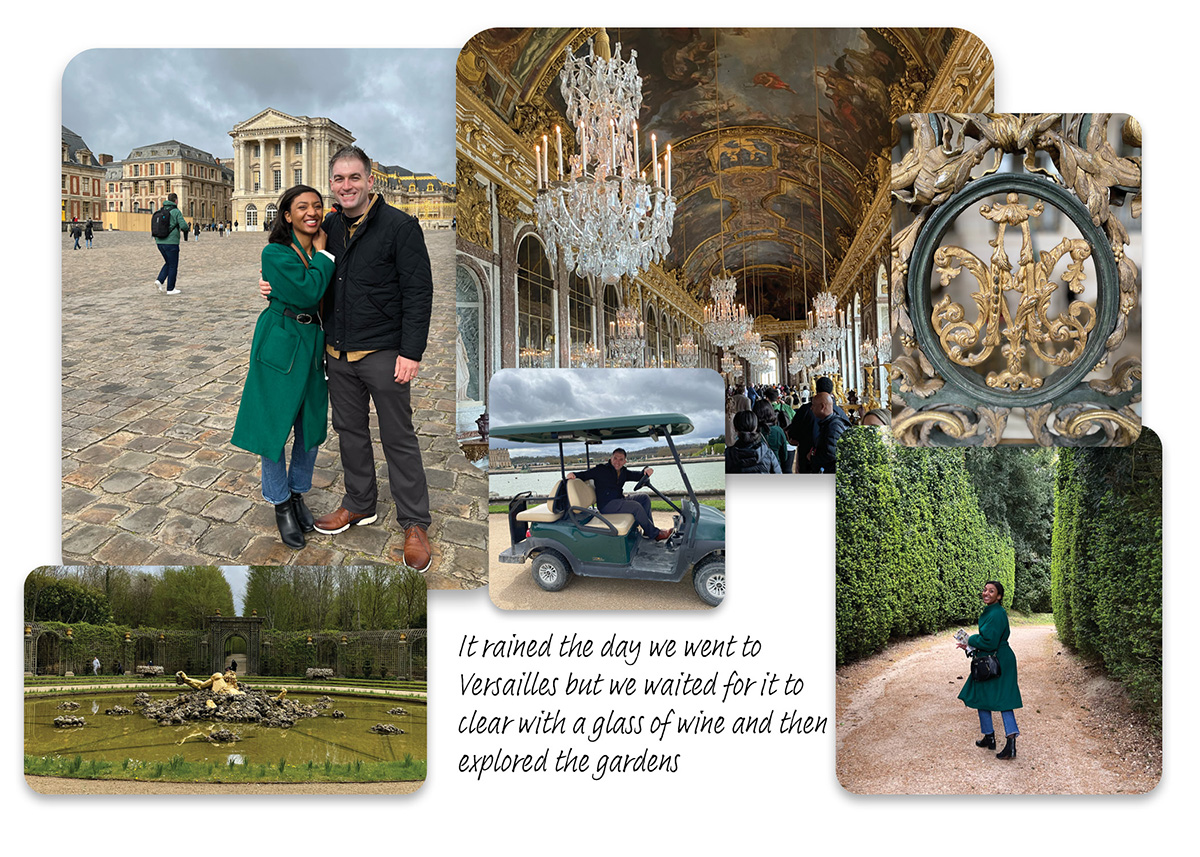 It rained the day we went to
Versailles but we waited for it to
clear with a glass of wine and then
explored the gardens